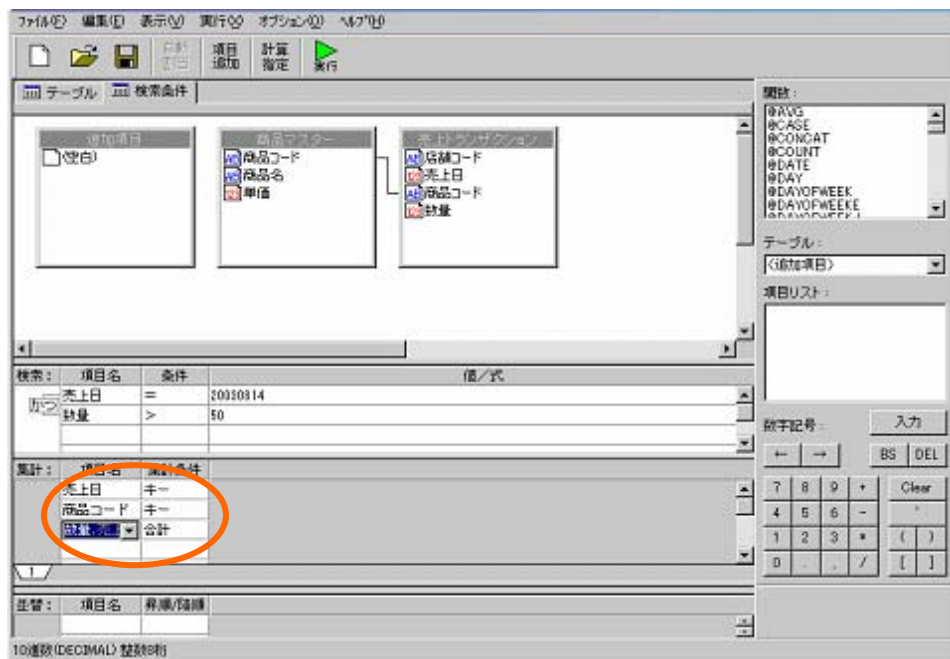 ファイル(F) 編集(E) 表示(V) 実行(X) オプション(O) ヘルプ(H)
項目追加 計算指定 実行
テーブル 検索条件
追加項目 商品マスター 売上トランザクション
(空白) 商品コード 店舗コード
商品名 売上日
単価 商品コード
数量
関数：
@AVG
@CASE
@CONCAT
@COUNT
@DATE
@DAY
@DAYOFWEEK
@DAYOFWEEKE
テーブル：
(追加項目)
項目リスト：
検索： 項目名 条件 値／式
かつ 売上日 = 20030814
数量 > 50
集計： 項目名 集計条件
売上日 キー
商品コード キー
合計
1
並替： 項目名 昇順/降順
数字記号： 入力
← → BS DEL
7 8 9 + Clear
4 5 6 - '
1 2 3 * ( )
0 . , / [ ]
10進数(DECIMAL) 整数8桁